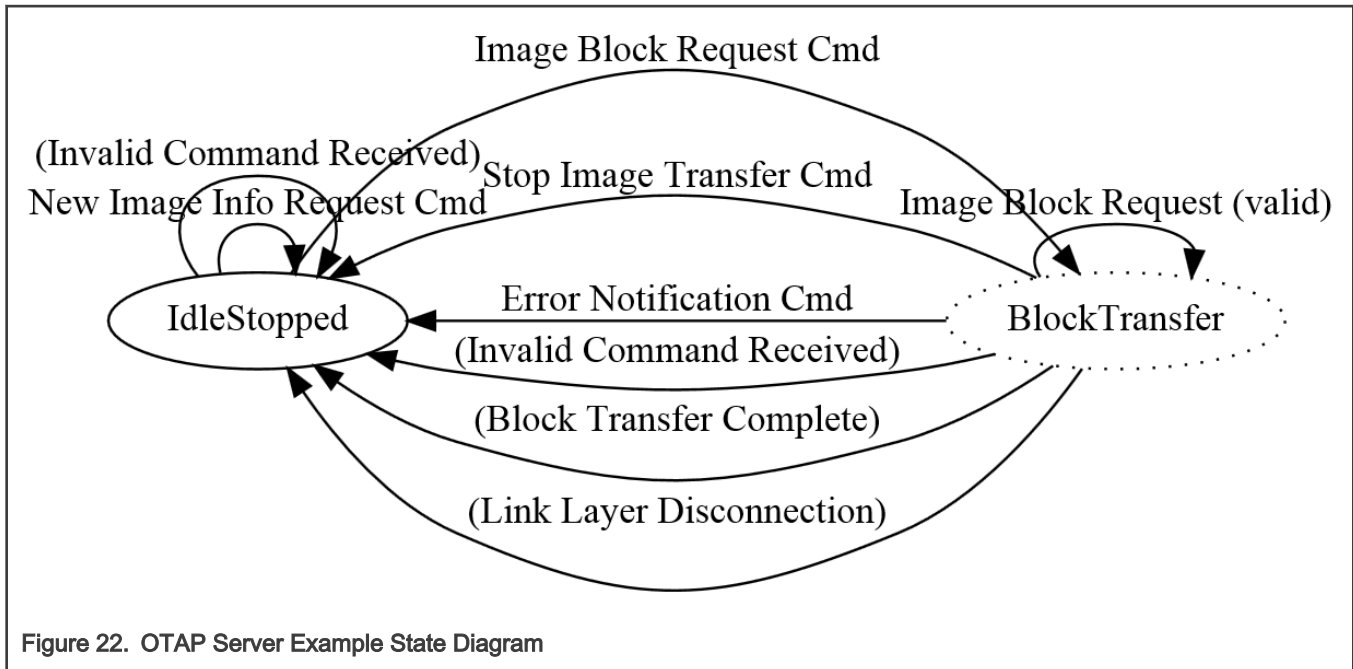 Image Block Request Cmd
(Invalid Command Received)
Stop Image Transfer Cmd
New Image Info Request Cmd
Image Block Request (valid)
Error Notification Cmd
IdleStopped
BlockTransfer
(Invalid Command Received)
(Block Transfer Complete)
(Link Layer Disconnection)
Figure 22. OTAP Server Example State Diagram